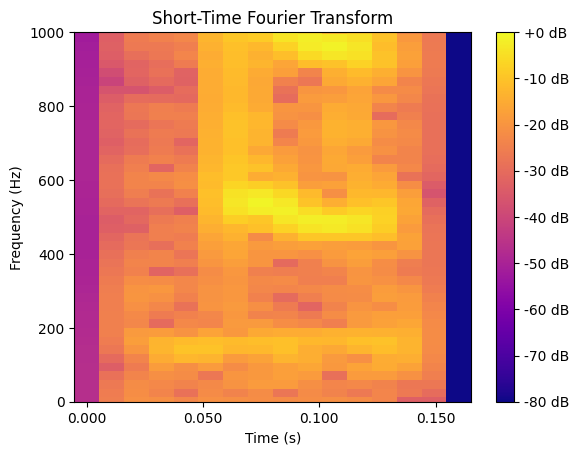 Short-Time Fourier Transform
Frequency (Hz)
1000
800
600
400
200
0
0.000
0.050
0.100
0.150
Time (s)
+0 dB
-10 dB
-20 dB
-30 dB
-40 dB
-50 dB
-60 dB
-70 dB
-80 dB